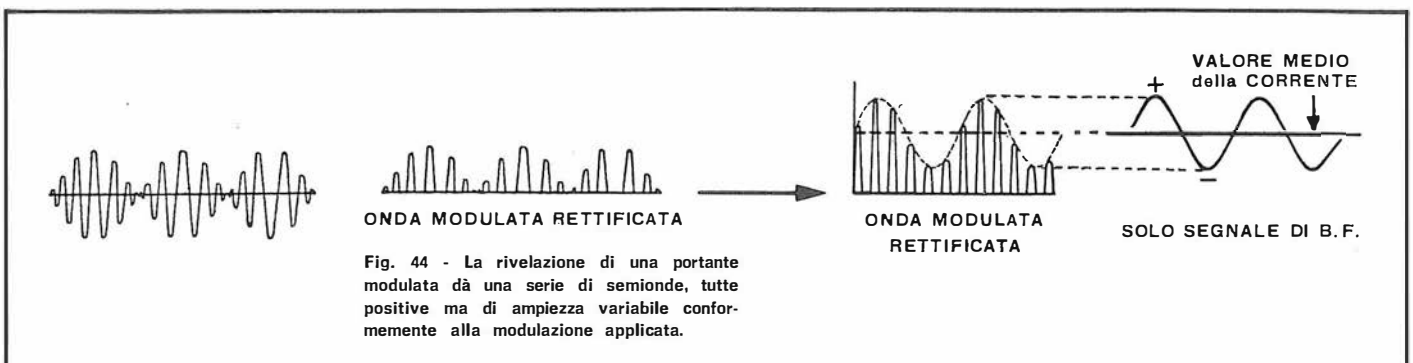 VALORE MEDIO
della CORRENTE
+
−
ONDA MODULATA RETTIFICATA
ONDA MODULATA
RETTIFICATA
SOLO SEGNALE DI B.F.
Fig. 44 - La rivelazione di una portante
modulata dà una serie di semionde, tutte
positive ma di ampiezza variabile confor-
memente alla modulazione applicata.